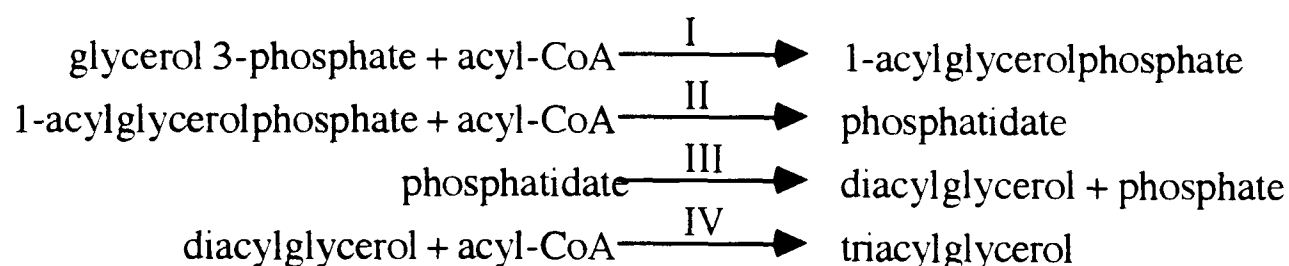 glycerol 3-phosphate + acyl-CoA I 1-acylglycerolphosphate
1-acylglycerolphosphate + acyl-CoA II phosphatidate
phosphatidate III diacylglycerol + phosphate
diacylglycerol + acyl-CoA IV triacylglycerol